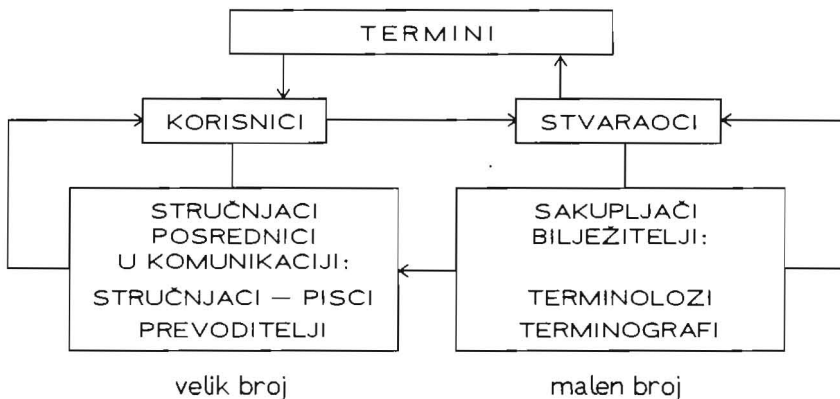 TERMINI
KORISNICI
STVARAOCI
STRUČNJACI
POSREDNICI
U KOMUNIKACIJI:
STRUČNJACI — PISCI
PREVODITELJI
SAKUPLJAČI
BILJEŽITELJI:
TERMINOLOZI
TERMINOGRAFI
velik broj
malen broj